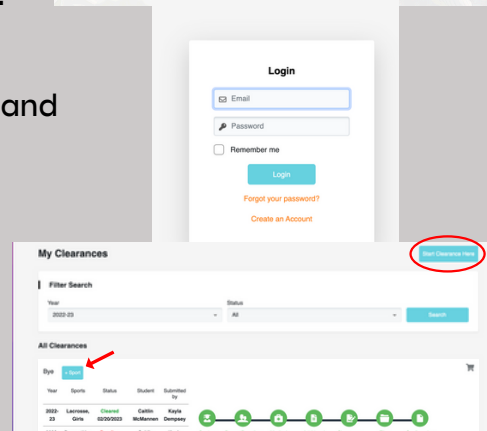 and
Login
Email
Password
Remember me
Login
Forgot your password?
Create an Account
My Clearances
Start Clearance Here
Filter Search
Year
Status
2022-23
All
Search
All Clearances
Bye
+ Sport
Year Sports Status Student Submitted by
2022-23 Lacrosse, Girls Cleared 02/20/2023 Caitlin McMannen Kayla Dempsey